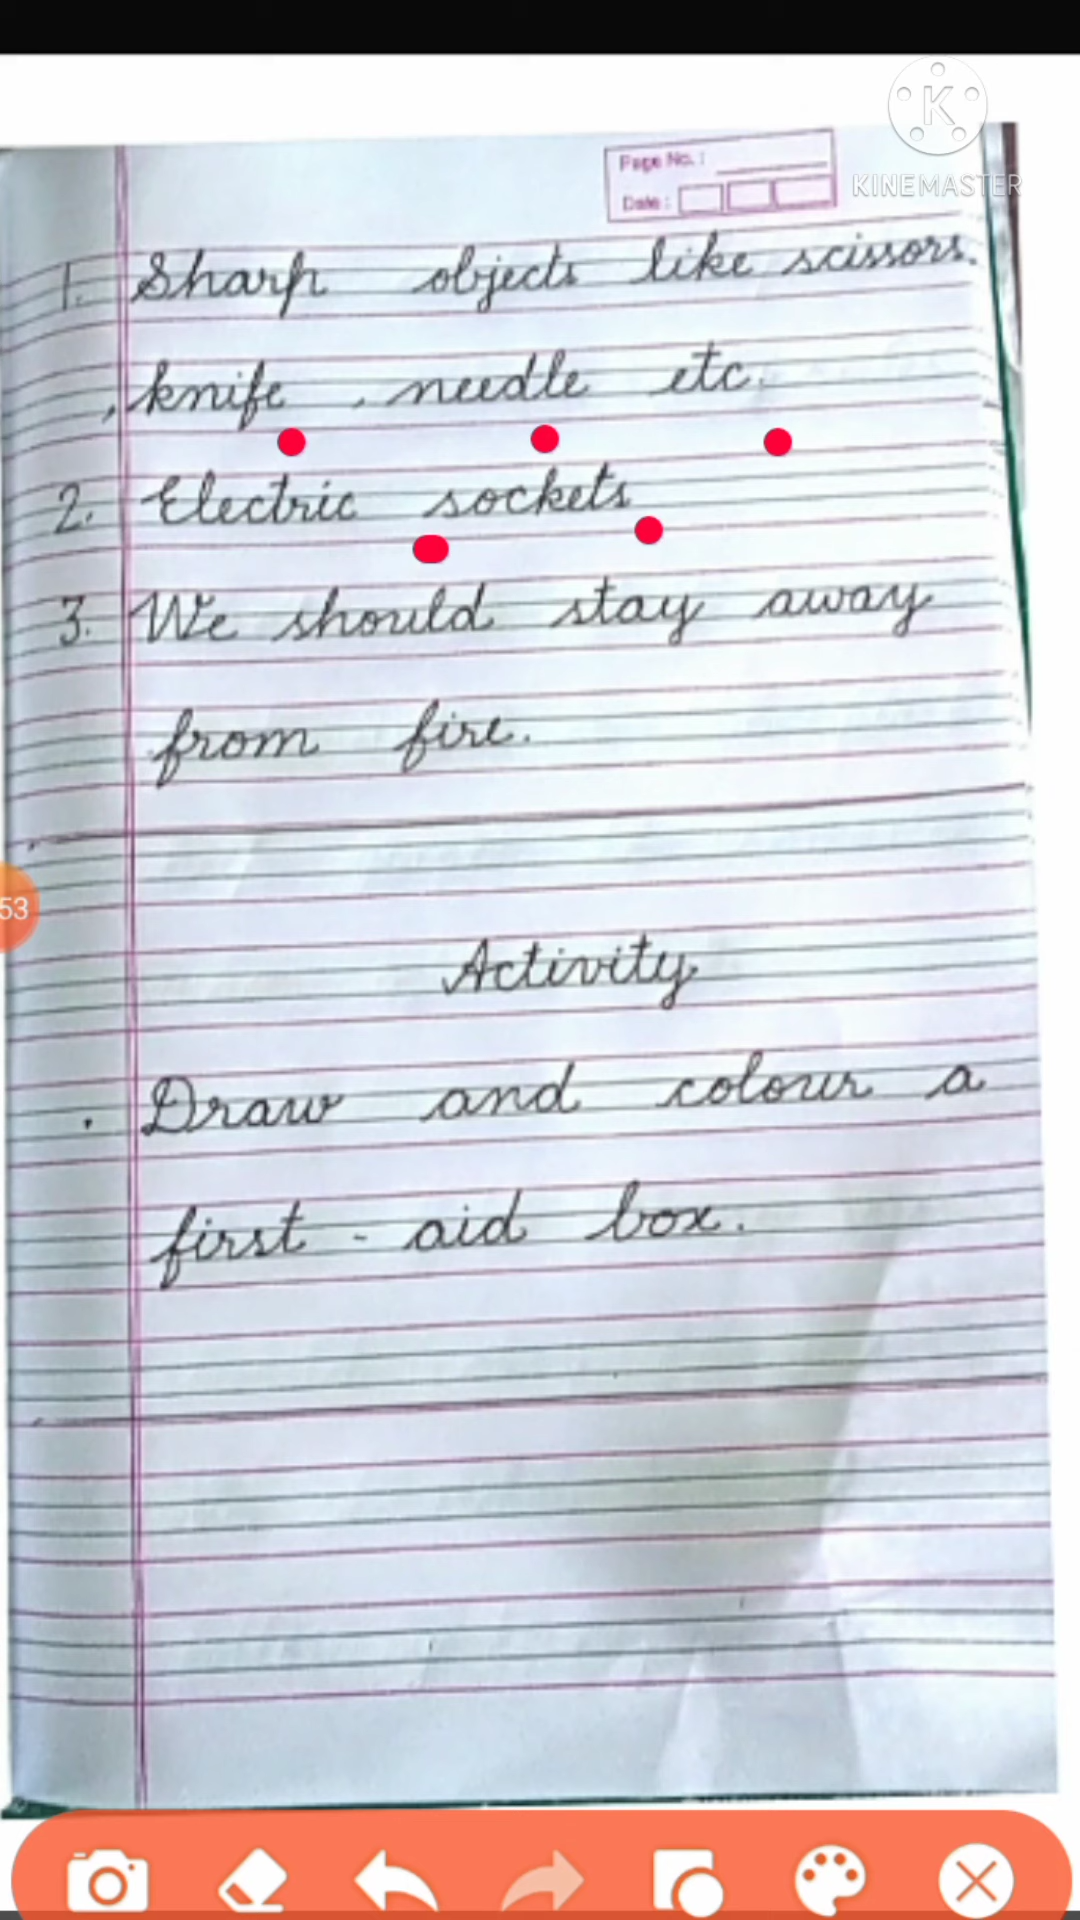 KINEMASTER
Page No. :
Date :
1. Sharp objects like scissors.
, knife , needle etc.
2. Electric sockets
3. We should stay away
from fire.
53
Activity
. Draw and colour a
first - aid box.